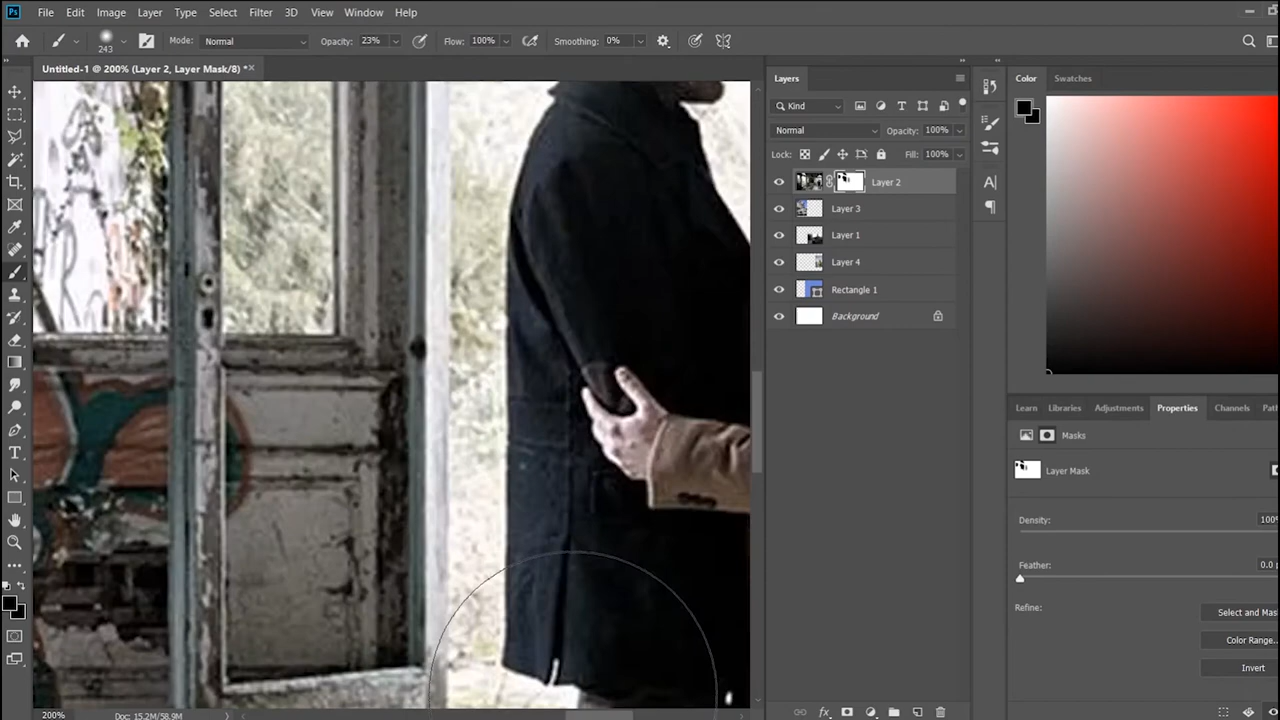 Ps File Edit Image Layer Type Select Filter 3D View Window Help
243 Mode: Normal Opacity: 23% Flow: 100% Smoothing: 0%
Untitled-1 @ 200% (Layer 2, Layer Mask/8) *
Layers
Kind
Normal Opacity: 100%
Lock: Fill: 100%
Layer 2
Layer 3
Layer 1
Layer 4
Rectangle 1
Background
Color Swatches
Learn Libraries Adjustments Properties Channels Path
Masks
Layer Mask
Density: 100%
Feather: 0.0 p
Refine:
Select and Mas
Color Range...
Invert
200% Doc: 15.2M/58.9M